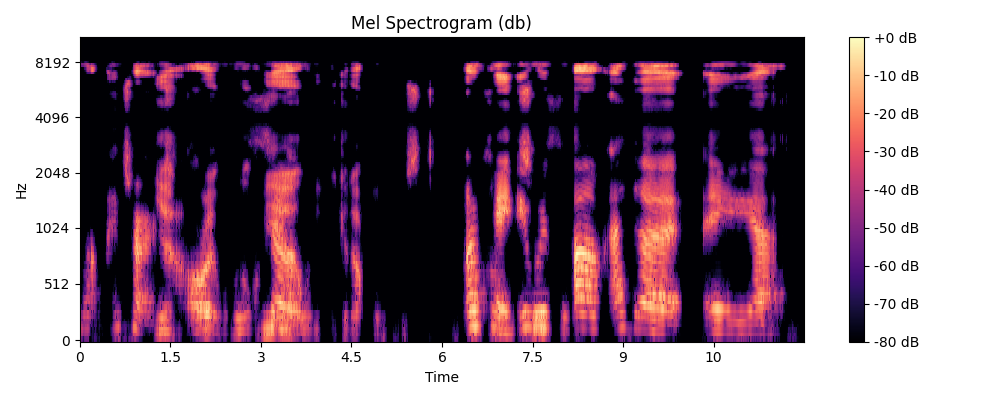 Mel Spectrogram (db)
8192
4096
2048
1024
512
0
Hz
0 1.5 3 4.5 6 7.5 9 10
Time
+0 dB
-10 dB
-20 dB
-30 dB
-40 dB
-50 dB
-60 dB
-70 dB
-80 dB